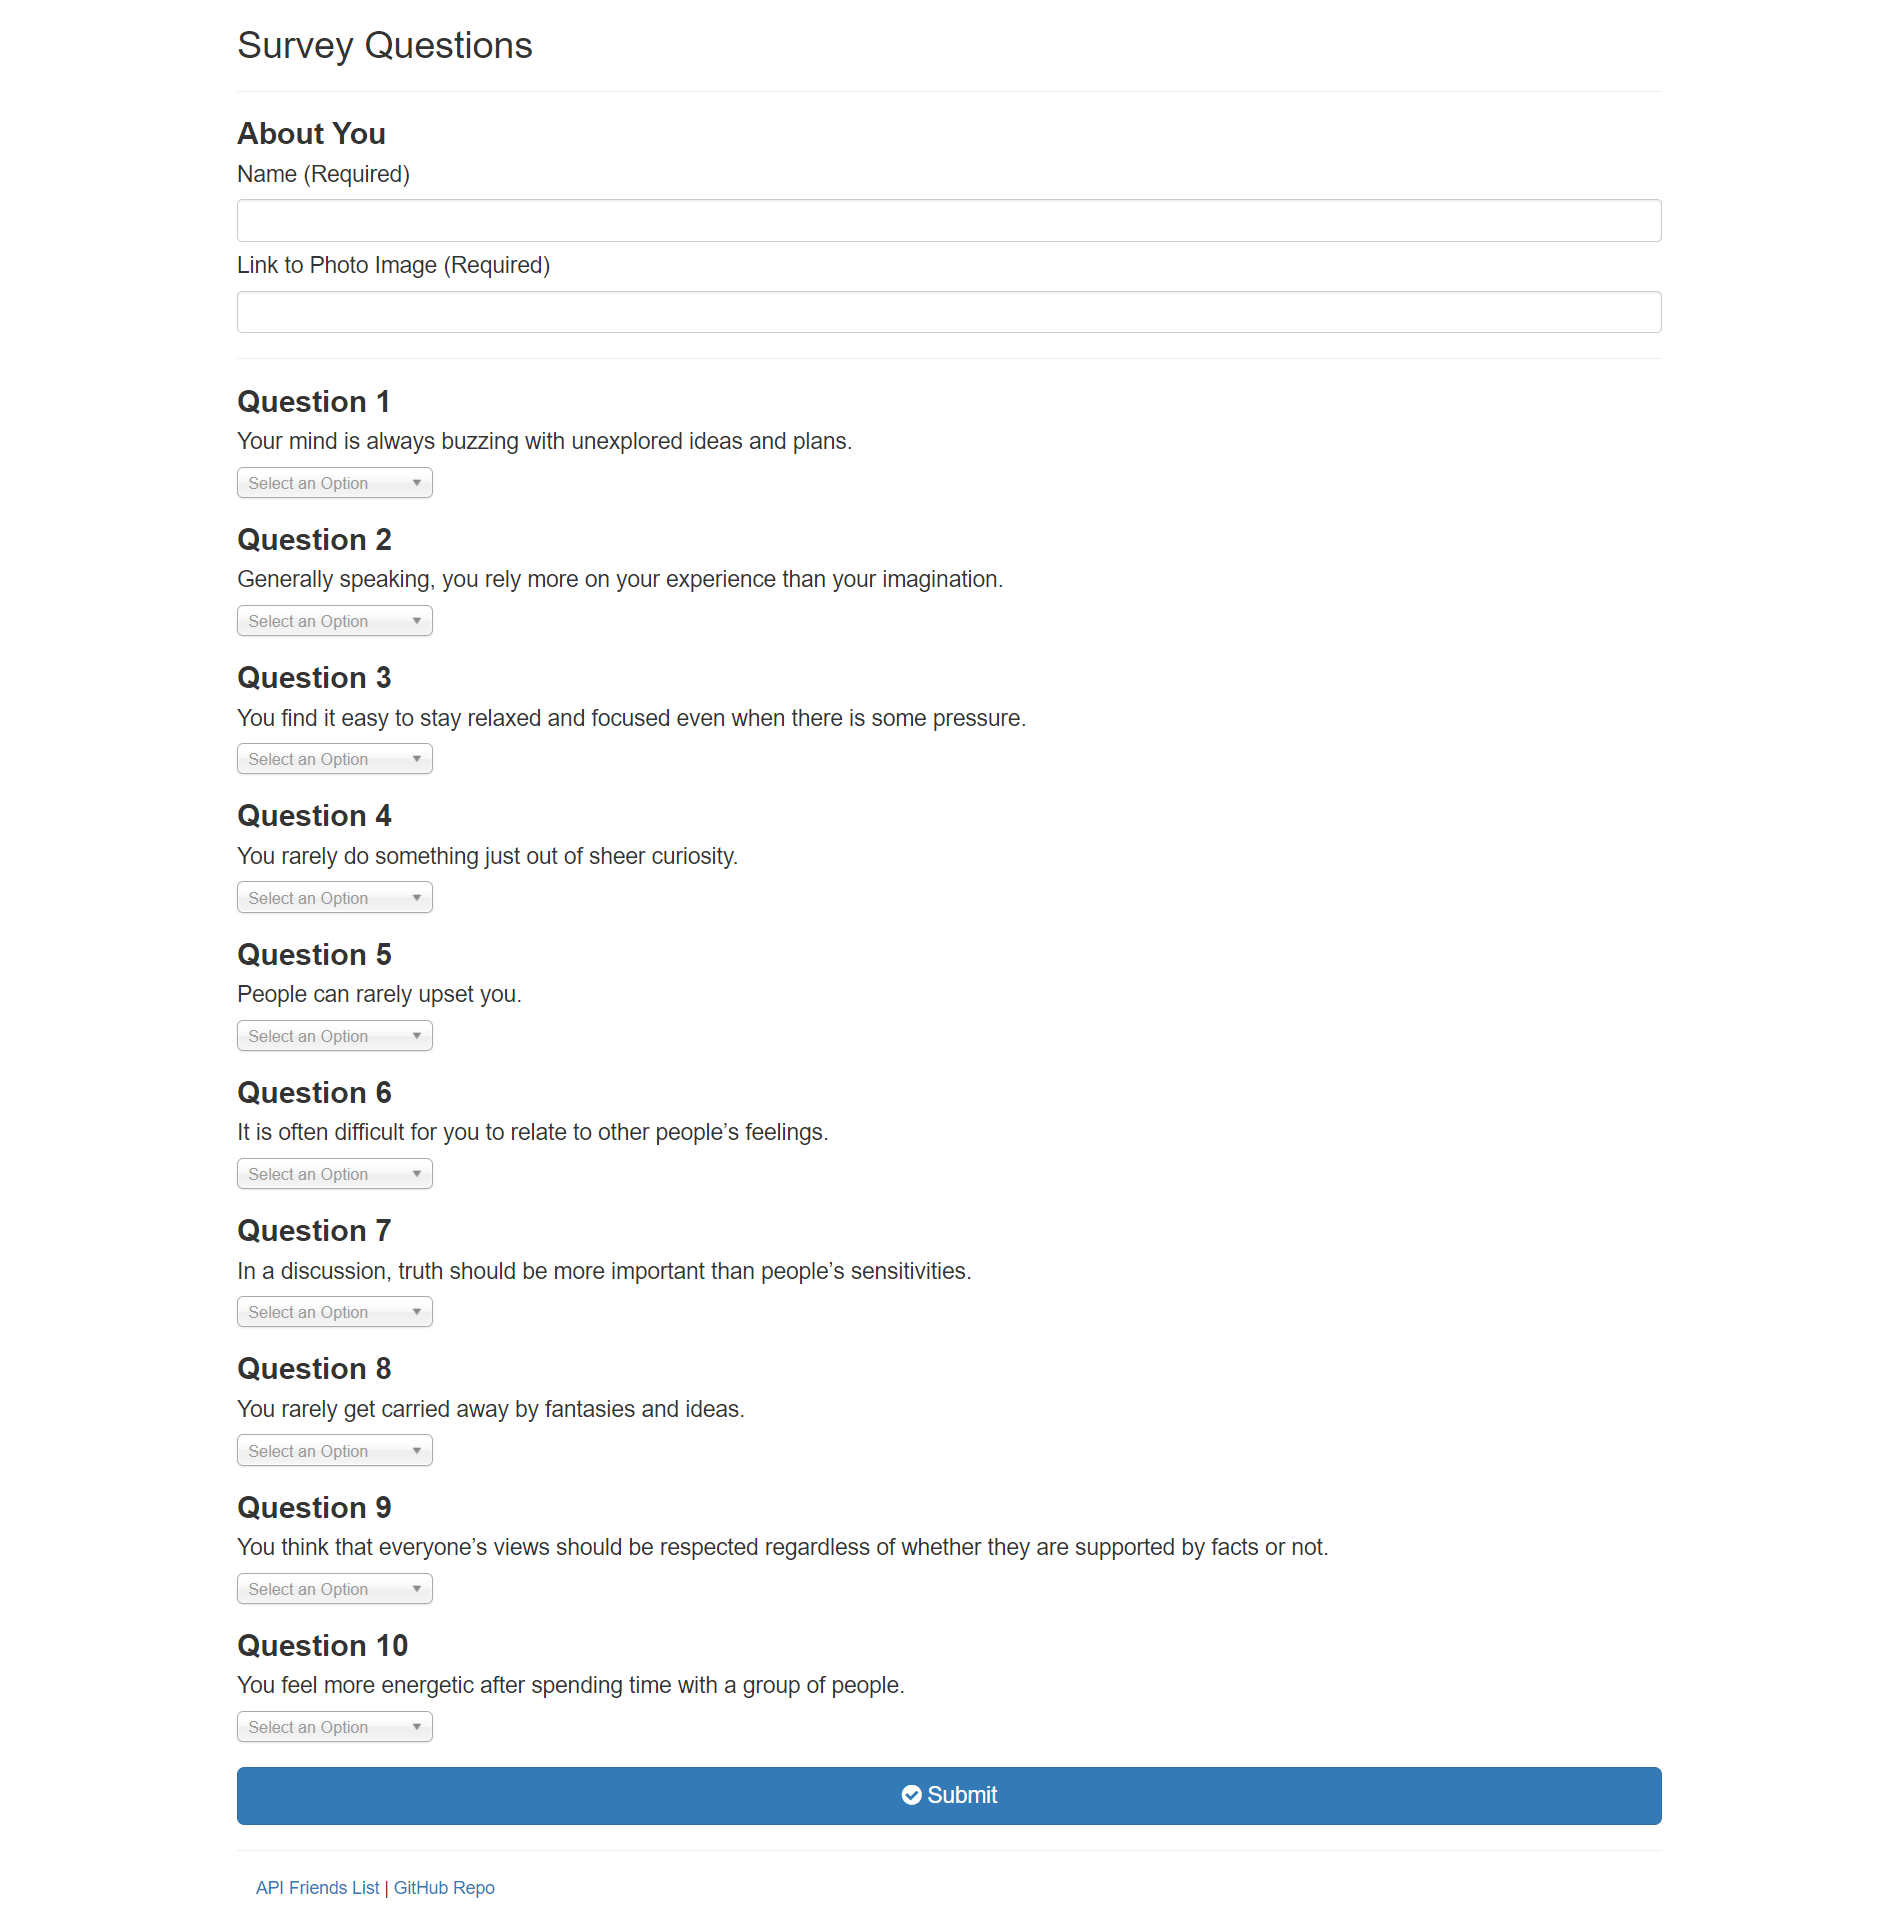 Survey Questions
About You
Name (Required)
Link to Photo Image (Required)
Question 1
Your mind is always buzzing with unexplored ideas and plans.
Select an Option
Question 2
Generally speaking, you rely more on your experience than your imagination.
Select an Option
Question 3
You find it easy to stay relaxed and focused even when there is some pressure.
Select an Option
Question 4
You rarely do something just out of sheer curiosity.
Select an Option
Question 5
People can rarely upset you.
Select an Option
Question 6
It is often difficult for you to relate to other people’s feelings.
Select an Option
Question 7
In a discussion, truth should be more important than people’s sensitivities.
Select an Option
Question 8
You rarely get carried away by fantasies and ideas.
Select an Option
Question 9
You think that everyone’s views should be respected regardless of whether they are supported by facts or not.
Select an Option
Question 10
You feel more energetic after spending time with a group of people.
Select an Option
Submit
API Friends List | GitHub Repo